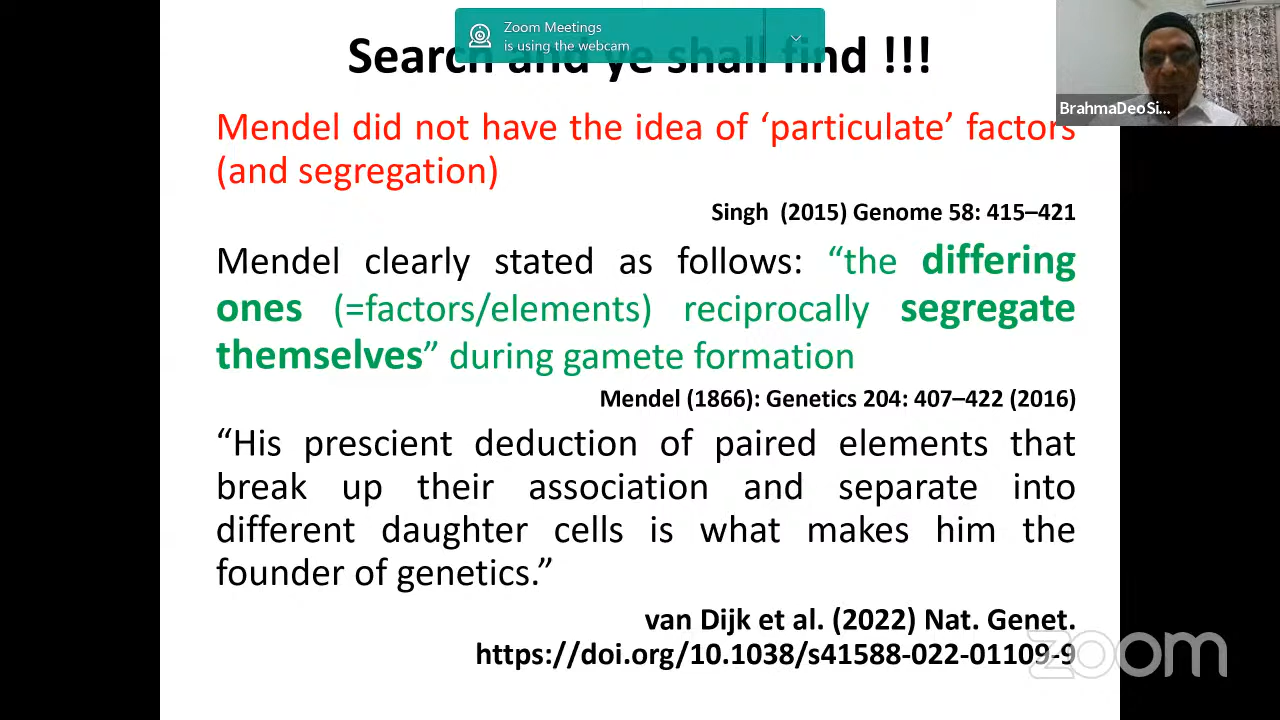 Zoom Meetings
is using the webcam
Search and ye shall find !!!
BrahmaDeoSi...
Mendel did not have the idea of ‘particulate’ factors
(and segregation)
Singh (2015) Genome 58: 415–421
Mendel clearly stated as follows: “the differing
ones (=factors/elements) reciprocally segregate
themselves” during gamete formation
Mendel (1866): Genetics 204: 407–422 (2016)
“His prescient deduction of paired elements that
break up their association and separate into
different daughter cells is what makes him the
founder of genetics.”
van Dijk et al. (2022) Nat. Genet.
https://doi.org/10.1038/s41588-022-01109-9
zoom